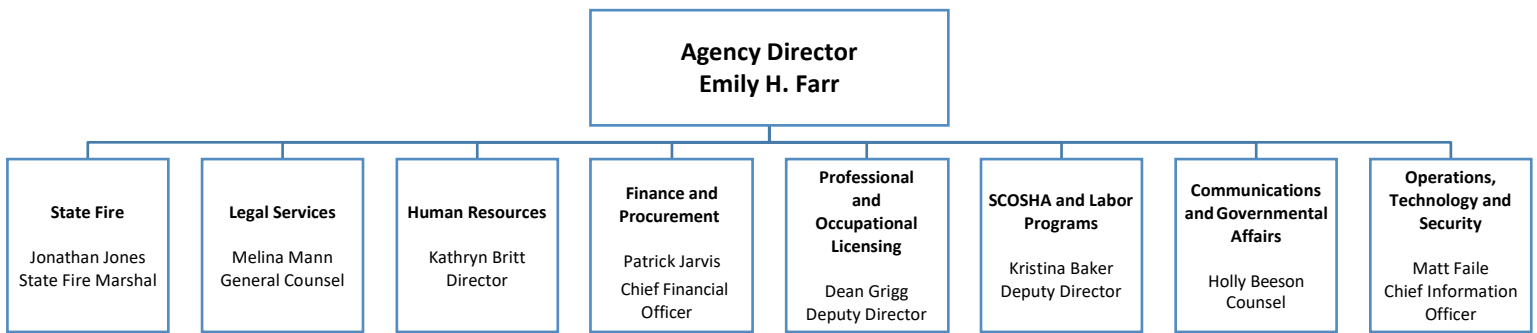 Agency Director
Emily H. Farr
State Fire
Jonathan Jones
State Fire Marshal
Legal Services
Melina Mann
General Counsel
Human Resources
Kathryn Britt
Director
Finance and
Procurement
Patrick Jarvis
Chief Financial
Officer
Professional
and
Occupational
Licensing
Dean Grigg
Deputy Director
SCOSHA and Labor
Programs
Kristina Baker
Deputy Director
Communications
and Governmental
Affairs
Holly Beeson
Counsel
Operations,
Technology and
Security
Matt Faile
Chief Information
Officer